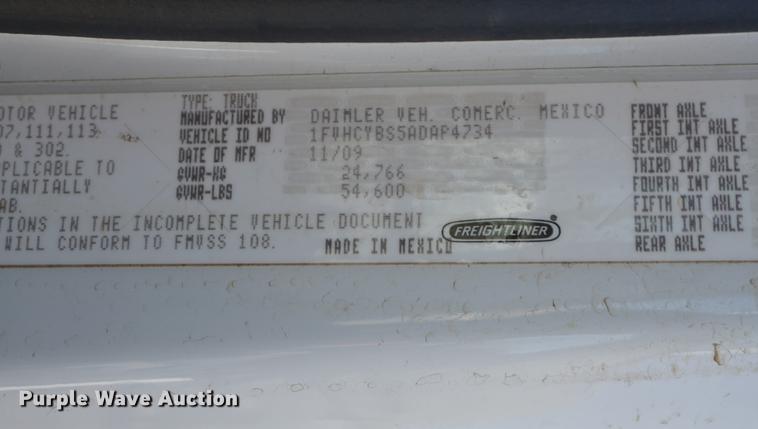 TYPE: TRUCK
OTOR VEHICLE MANUFACTURED BY DAIMLER VEH. COMERC. MEXICO FRONT AXLE
07,111,113 VEHICLE ID NO 1FVHCYBS5ADAP4734 FIRST INT AXLE
& 302. DATE OF MFR 11/09 SECOND INT AXLE
PLICABLE TO GVWR-KG 24,766 THIRD INT AXLE
TANTIALLY GVWR-LBS 54,600 FOURTH INT AXLE
AB. FIFTH INT AXLE
TIONS IN THE INCOMPLETE VEHICLE DOCUMENT FREIGHTLINER SIXTH INT AXLE
WILL CONFORM TO FMVSS 108. MADE IN MEXICO REAR AXLE
Purple Wave Auction